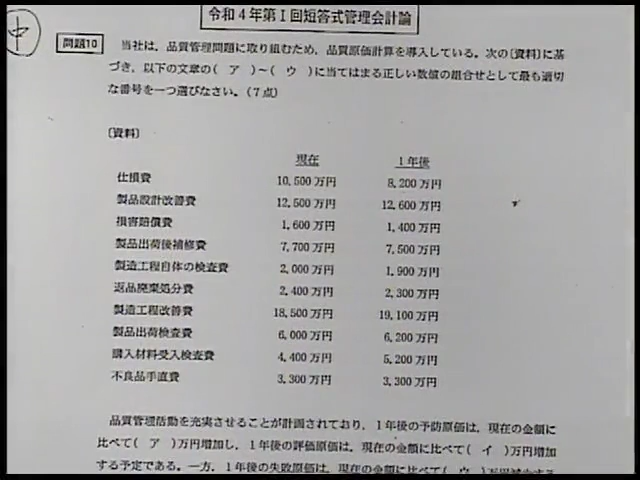 令和4年第Ⅰ回短答式管理会計論
中
問題10 当社は、品質管理問題に取り組むため、品質原価計算を導入している。次の〔資料〕に基
づき、以下の文章の( ア )~( ウ )に当てはまる正しい数値の組合せとして最も適切
な番号を一つ選びなさい。(7点)
〔資料〕
現在 1年後
仕損費 10,500万円 8,200万円
製品設計改善費 12,500万円 12,600万円
損害賠償費 1,600万円 1,400万円
製品出荷後補修費 7,700万円 7,500万円
製造工程自体の検査費 2,000万円 1,900万円
返品廃棄処分費 2,400万円 2,300万円
製造工程改善費 18,500万円 19,100万円
製品出荷検査費 6,000万円 6,200万円
購入材料受入検査費 4,400万円 5,200万円
不良品手直費 3,300万円 3,300万円
品質管理活動を充実させることが計画されており、1年後の予防原価は、現在の金額に
比べて( ア )万円増加し、1年後の評価原価は、現在の金額に比べて( イ )万円増加
する予定である。一方、1年後の失敗原価は、現在の金額に比べて( ウ )万円減少する